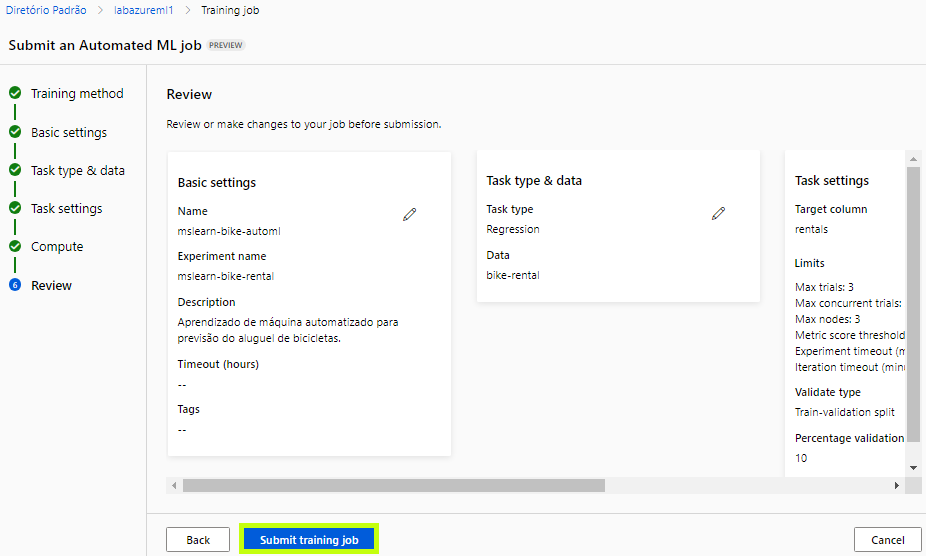 Diretório Padrão > labazureml1 > Training job
Submit an Automated ML job PREVIEW
Training method
Basic settings
Task type & data
Task settings
Compute
6 Review
Review
Review or make changes to your job before submission.
Basic settings
Name
mslearn-bike-automl
Experiment name
mslearn-bike-rental
Description
Aprendizado de máquina automatizado para
previsão do aluguel de bicicletas.
Timeout (hours)
--
Tags
--
Task type & data
Task type
Regression
Data
bike-rental
Task settings
Target column
rentals
Limits
Max trials: 3
Max concurrent trials:
Max nodes: 3
Metric score threshold
Experiment timeout (m
Iteration timeout (minu
Validate type
Train-validation split
Percentage validation
10
Back
Submit training job
Cancel